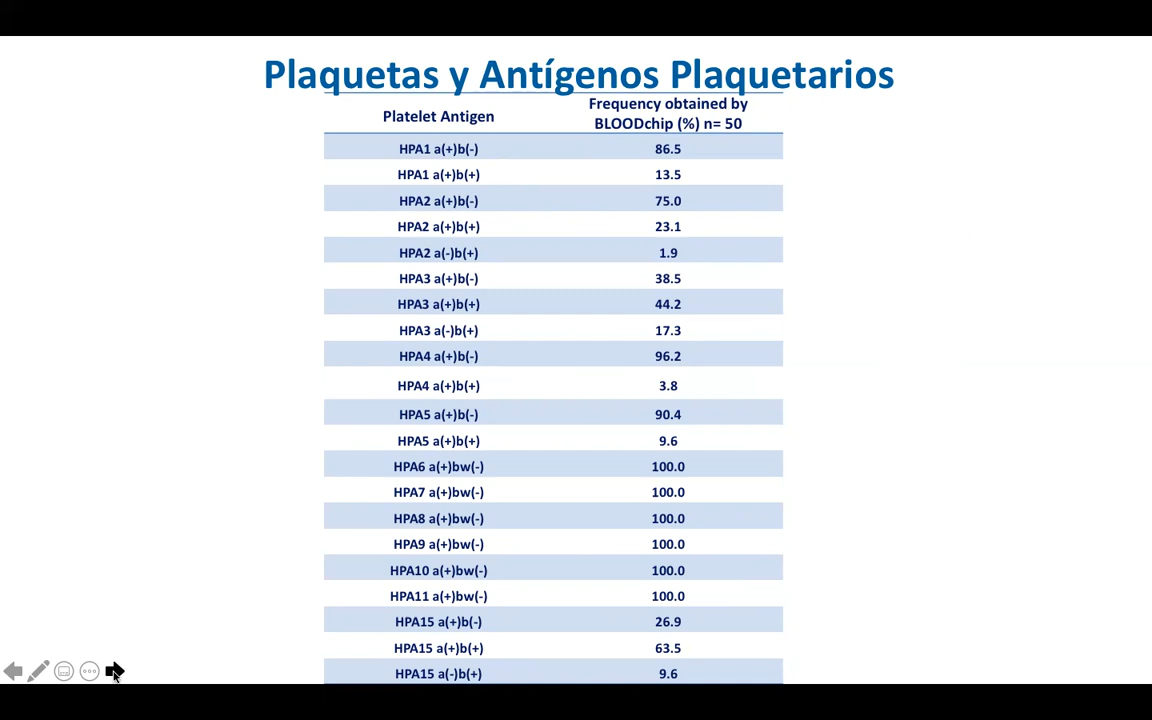 Plaquetas y Antígenos Plaquetarios
Platelet Antigen
Frequency obtained by
BLOODchip (%) n= 50
HPA1 a(+)b(-) 86.5
HPA1 a(+)b(+) 13.5
HPA2 a(+)b(-) 75.0
HPA2 a(+)b(+) 23.1
HPA2 a(-)b(+) 1.9
HPA3 a(+)b(-) 38.5
HPA3 a(+)b(+) 44.2
HPA3 a(-)b(+) 17.3
HPA4 a(+)b(-) 96.2
HPA4 a(+)b(+) 3.8
HPA5 a(+)b(-) 90.4
HPA5 a(+)b(+) 9.6
HPA6 a(+)bw(-) 100.0
HPA7 a(+)bw(-) 100.0
HPA8 a(+)bw(-) 100.0
HPA9 a(+)bw(-) 100.0
HPA10 a(+)bw(-) 100.0
HPA11 a(+)bw(-) 100.0
HPA15 a(+)b(-) 26.9
HPA15 a(+)b(+) 63.5
HPA15 a(-)b(+) 9.6